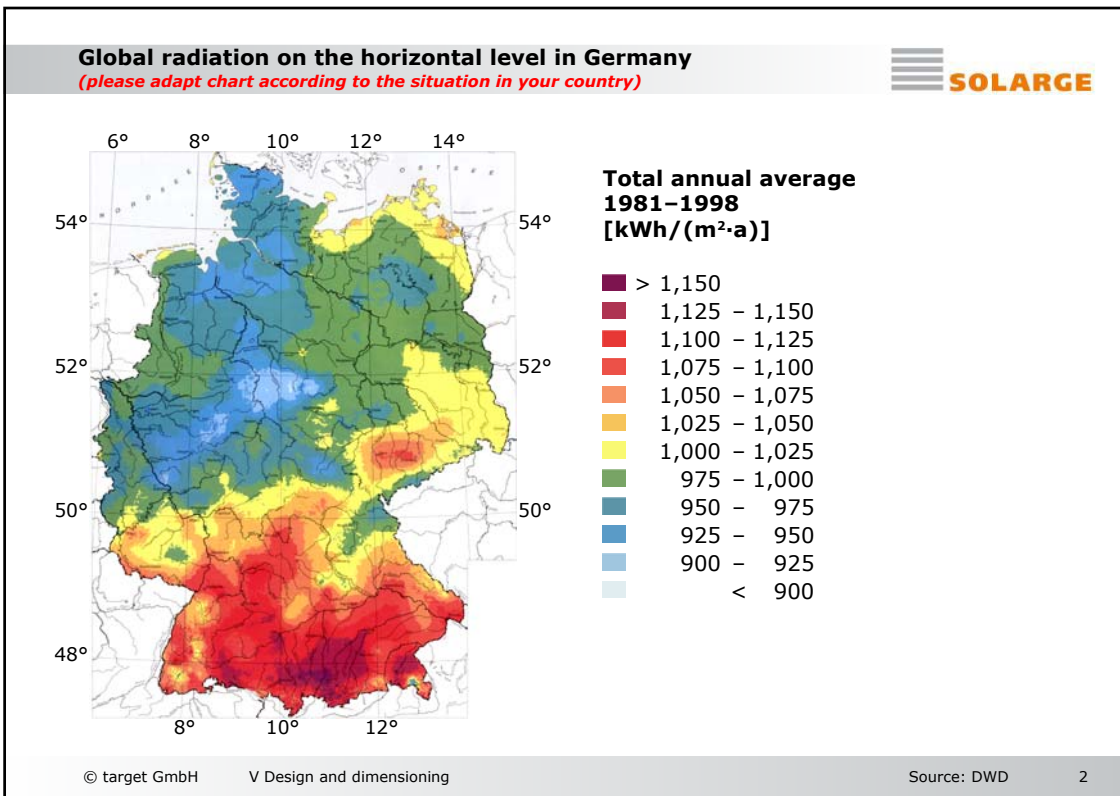 Global radiation on the horizontal level in Germany
(please adapt chart according to the situation in your country)
SOLARGE
6° 8° 10° 12° 14°
NORDSEE
OSTSEE
54° 54°
52° 52°
50° 50°
48°
8° 10° 12°
Total annual average
1981–1998
[kWh/(m²·a)]
> 1,150
1,125 – 1,150
1,100 – 1,125
1,075 – 1,100
1,050 – 1,075
1,025 – 1,050
1,000 – 1,025
975 – 1,000
950 – 975
925 – 950
900 – 925
< 900
© target GmbH V Design and dimensioning Source: DWD 2